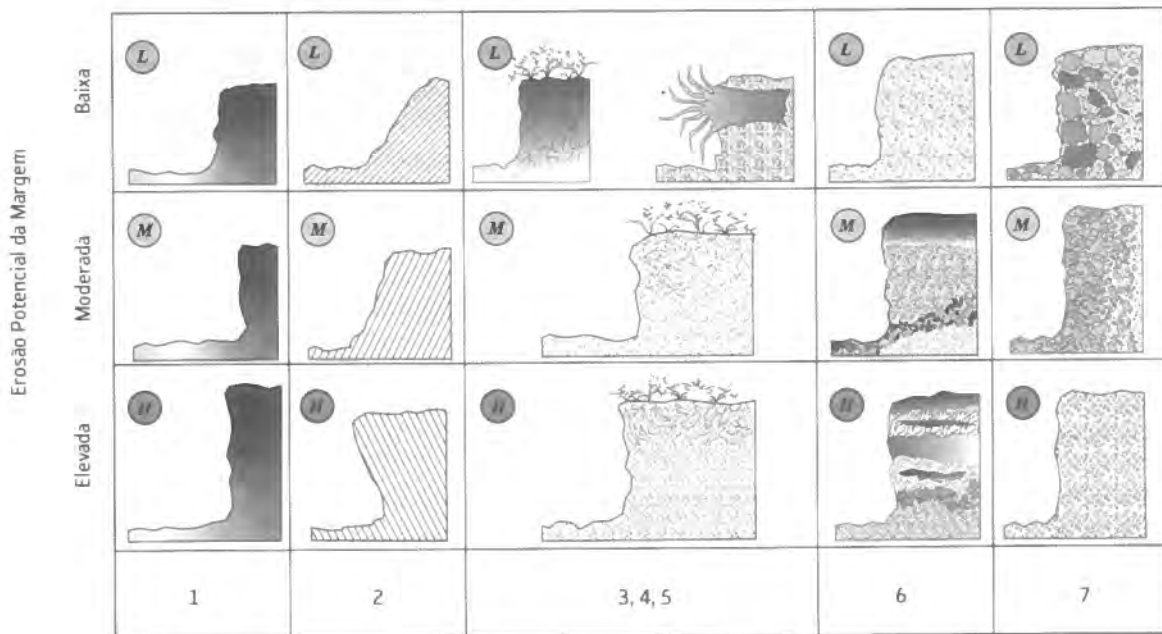 Erosão Potencial da Margem
Baixa
L
L
L
L
L
Moderada
M
M
M
M
M
Elevada
H
H
H
H
H
1
2
3, 4, 5
6
7